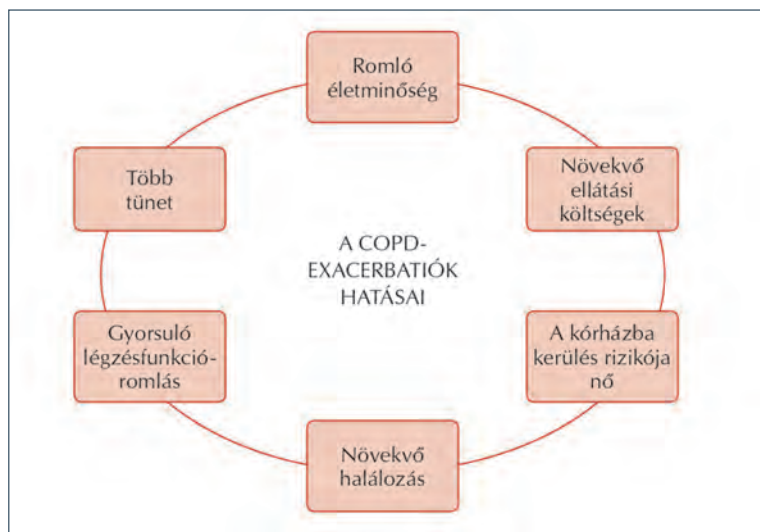 Romló
életminőség
Több
tünet
Növekvő
ellátási
költségek
A COPD-
EXACERBATIÓK
HATÁSAI
Gyorsuló
légzésfunkció-
romlás
A kórházba
kerülés rizikója
nő
Növekvő
halálozás